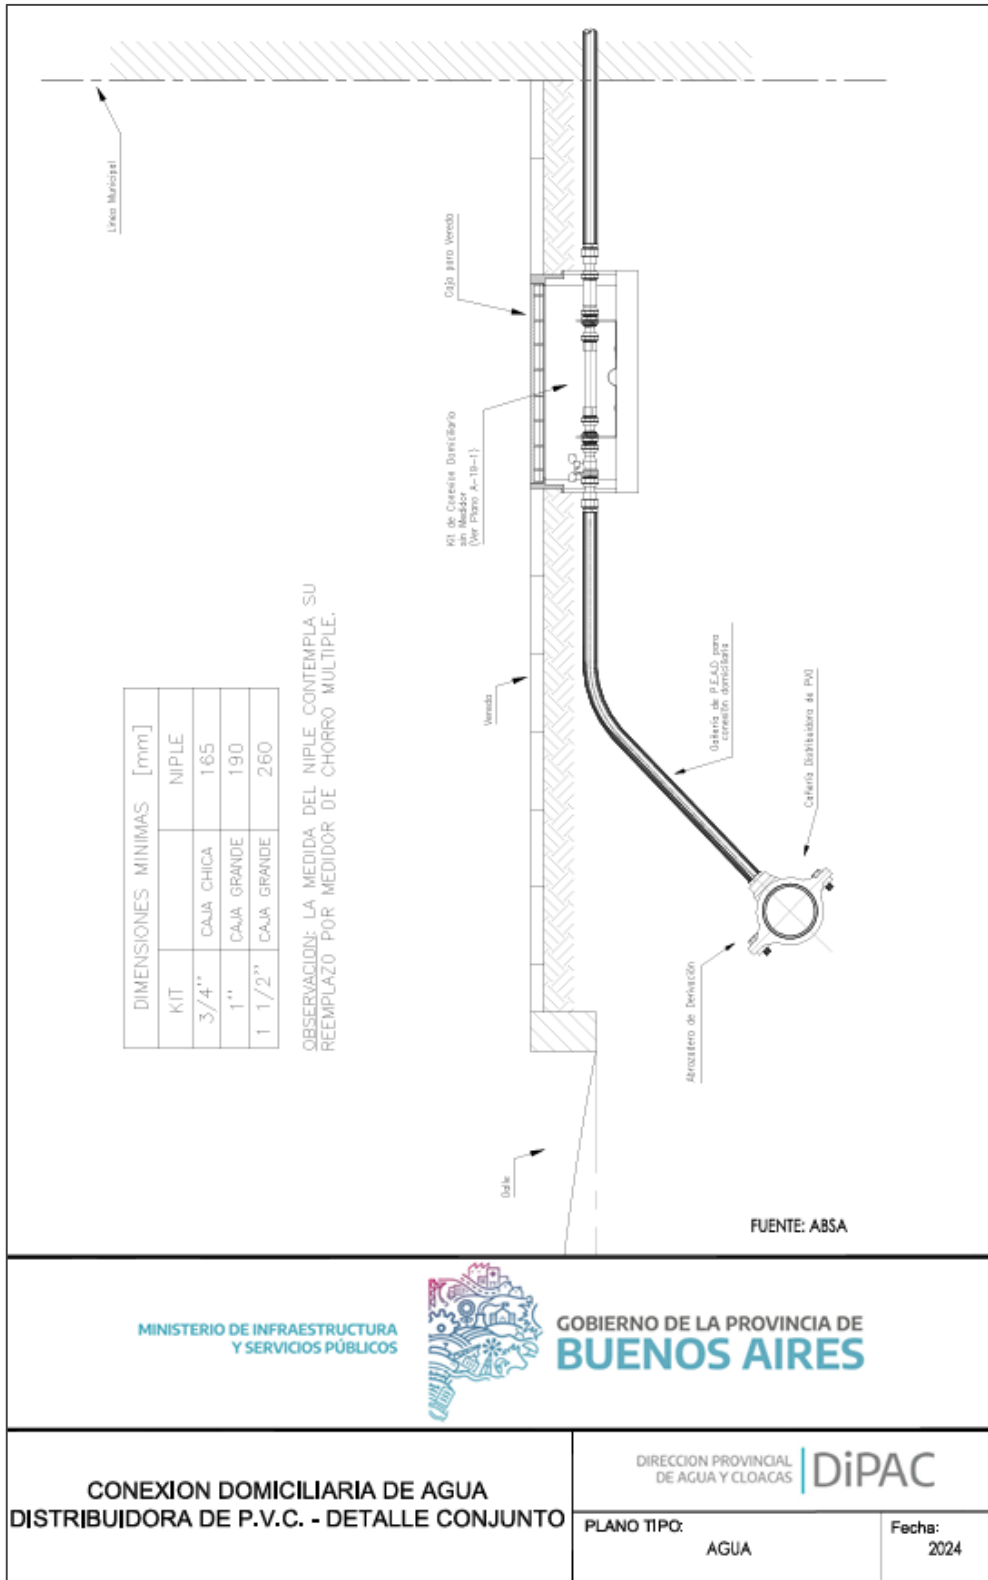 Línea Municipal
Caja para Vereda
Kit de Conexion Domiciliaria
sin Medidor
(Ver Plano A-19-1)
Vereda
Cañería de P.E.A.D. para
conexión domiciliaria
Cañería Distribuidora de PVC
Abrazadera de Derivación
Calle
DIMENSIONES MINIMAS [mm]
KIT NIPLE
3/4'' CAJA CHICA 165
1'' CAJA GRANDE 190
1 1/2'' CAJA GRANDE 260
OBSERVACION: LA MEDIDA DEL NIPLE CONTEMPLA SU
REEMPLAZO POR MEDIDOR DE CHORRO MULTIPLE.
FUENTE: ABSA
MINISTERIO DE INFRAESTRUCTURA
Y SERVICIOS PÚBLICOS
GOBIERNO DE LA PROVINCIA DE
BUENOS AIRES
CONEXION DOMICILIARIA DE AGUA
DISTRIBUIDORA DE P.V.C. - DETALLE CONJUNTO
DIRECCION PROVINCIAL
DE AGUA Y CLOACAS
DiPAC
PLANO TIPO:
AGUA
Fecha:
2024